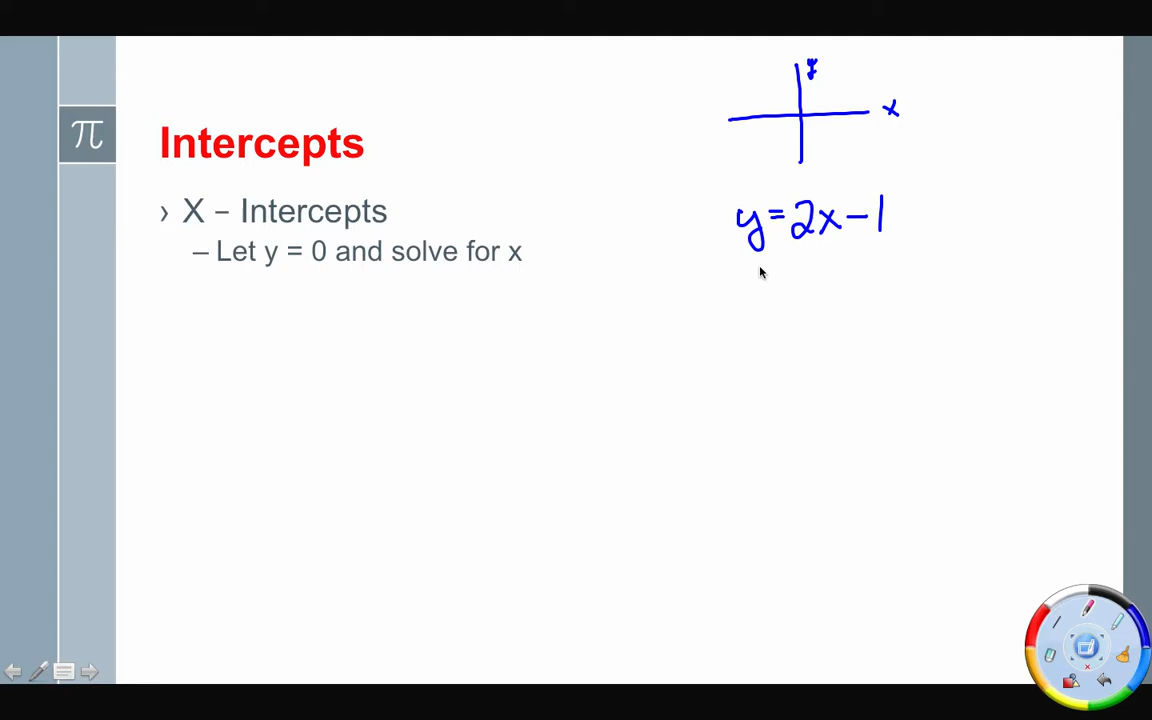 π
Intercepts
y
x
› X – Intercepts
– Let y = 0 and solve for x
y=2x-1